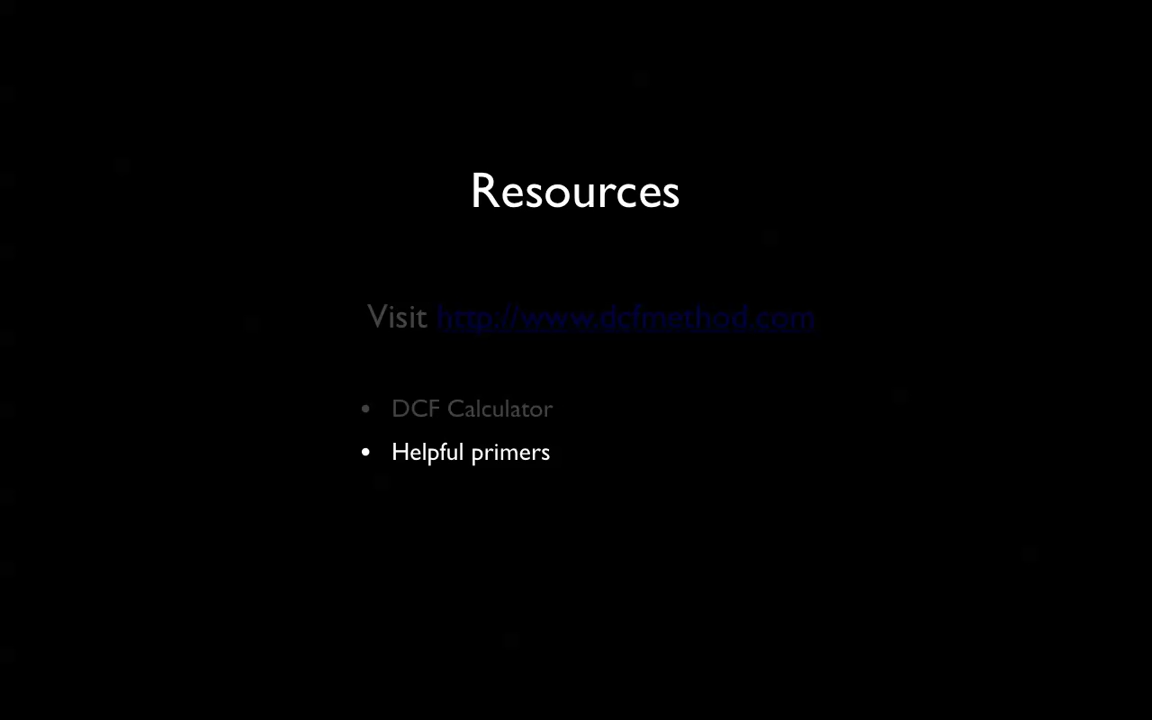 Resources
Visit http://www.dcfmethod.com
• DCF Calculator
• Helpful primers